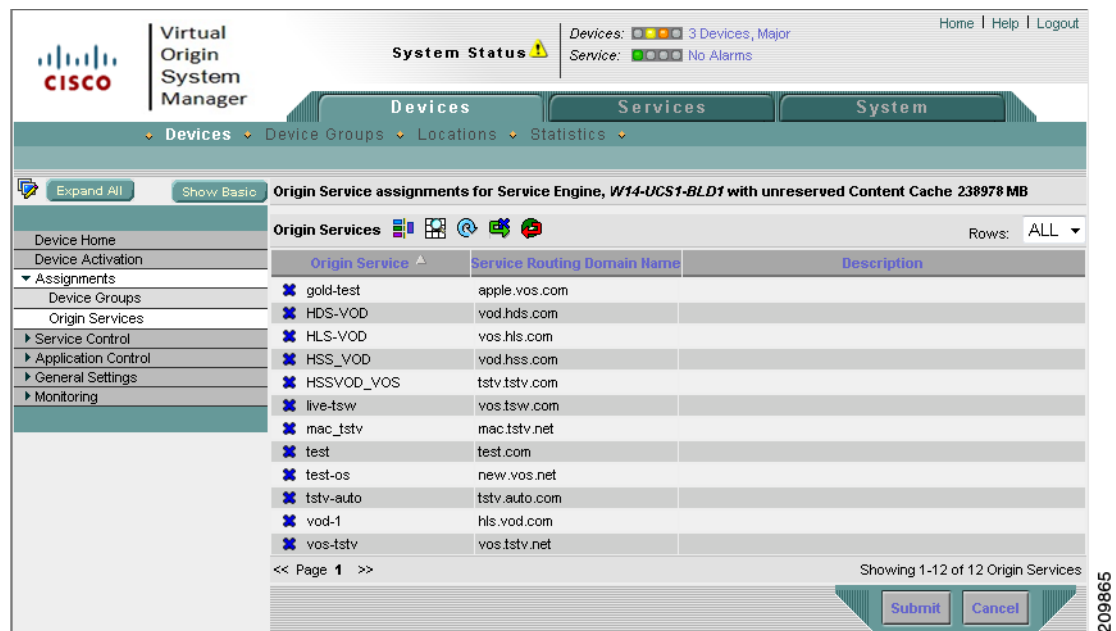 CISCO
Virtual
Origin
System
Manager
System Status
Devices: 3 Devices, Major
Service: No Alarms
Home | Help | Logout
Devices Services System
Devices Device Groups Locations Statistics
Expand All Show Basic
Origin Service assignments for Service Engine, W14-UCS1-BLD1 with unreserved Content Cache 238978 MB
Device Home
Device Activation
Assignments
Device Groups
Origin Services
Service Control
Application Control
General Settings
Monitoring
Origin Services Rows: ALL
Origin Service Service Routing Domain Name Description
gold-test apple.vos.com
HDS-VOD vod.hds.com
HLS-VOD vos.hls.com
HSS_VOD vod.hss.com
HSSVOD_VOS tstv.tstv.com
live-tsw vos.tsw.com
mac_tstv mac.tstv.net
test test.com
test-os new.vos.net
tstv-auto tstv.auto.com
vod-1 hls.vod.com
vos-tstv vos.tstv.net
<< Page 1 >> Showing 1-12 of 12 Origin Services
Submit Cancel
209865